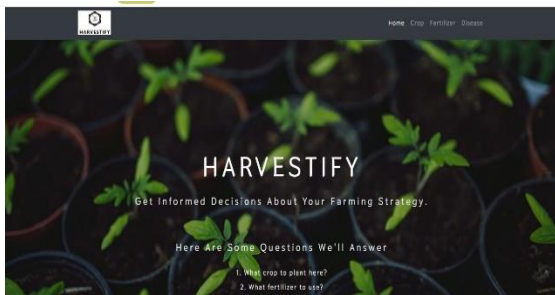 HARVESTIFY
Home Crop Fertilizer Disease
HARVESTIFY
Get Informed Decisions About Your Farming Strategy.
Here Are Some Questions We'll Answer
1. What crop to plant here?
2. What fertilizer to use?